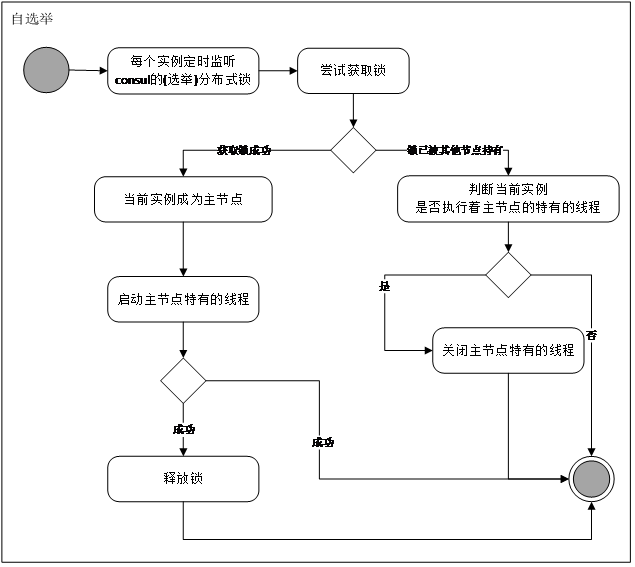 自选举
每个实例定时监听
consul的(选举)分布式锁
尝试获取锁
获取锁成功
锁已被其他节点持有
当前实例成为主节点
判断当前实例
是否执行着主节点的特有的线程
启动主节点特有的线程
否
关闭主节点特有的线程
成功
成功
释放锁